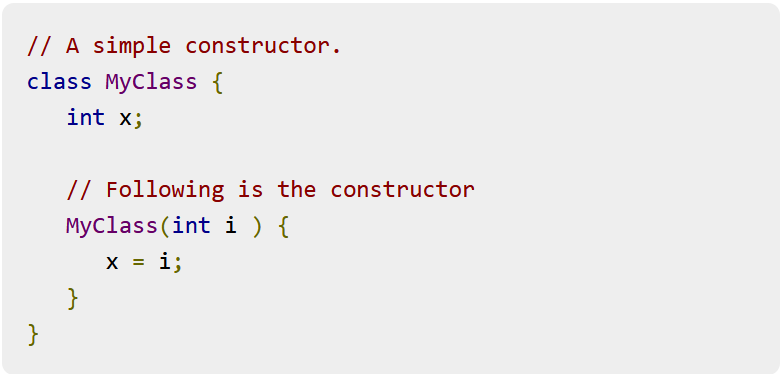 // A simple constructor.
class MyClass {
   int x;

   // Following is the constructor
   MyClass(int i ) {
      x = i;
   }
}